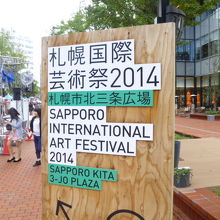 札幌国際
芸術祭2014
札幌市北三条広場
SAPPORO
INTERNATIONAL
ART FESTIVAL
2014
SAPPORO KITA
3-JO PLAZA